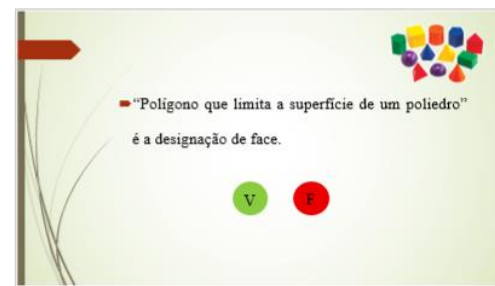 “Polígono que limita a superfície de um poliedro”
é a designação de face.
V F